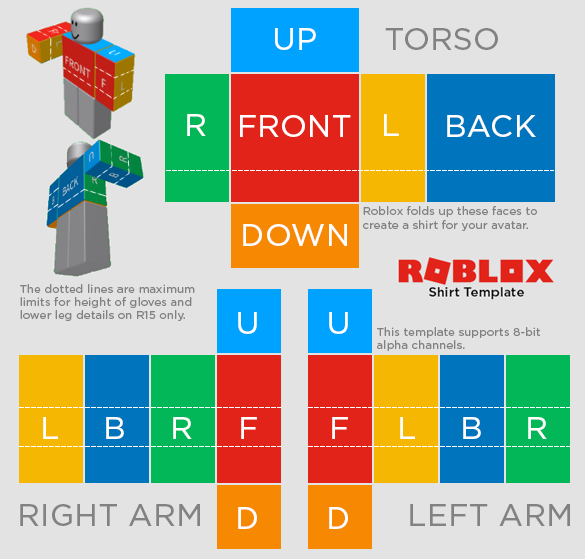 UP
TORSO
R
FRONT
L
BACK
DOWN
Roblox folds up these faces to
create a shirt for your avatar.
D
R
F
U
FRONT
F
L
U
R
B
BACK
R
B
The dotted lines are maximum
limits for height of gloves and
lower leg details on R15 only.
ROBLOX
Shirt Template
This template supports 8-bit
alpha channels.
U
L
B
R
F
D
RIGHT ARM
U
F
L
B
R
D
LEFT ARM